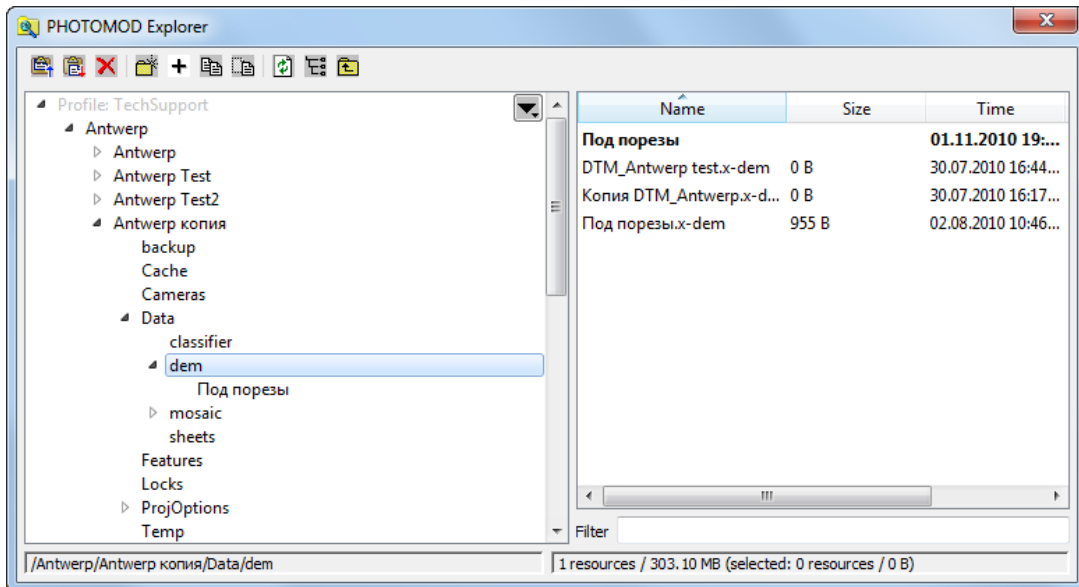 PHOTOMOD Explorer
Profile: TechSupport
Antwerp
Antwerp
Antwerp Test
Antwerp Test2
Antwerp копия
backup
Cache
Cameras
Data
classifier
dem
Под порезы
mosaic
sheets
Features
Locks
ProjOptions
Temp
/Antwerp/Antwerp копия/Data/dem
Name Size Time
Под порезы 01.11.2010 19:...
DTM_Antwerp test.x-dem 0 B 30.07.2010 16:44...
Копия DTM_Antwerp.x-d... 0 B 30.07.2010 16:17...
Под порезы.x-dem 955 B 02.08.2010 10:46...
Filter
1 resources / 303.10 MB (selected: 0 resources / 0 B)